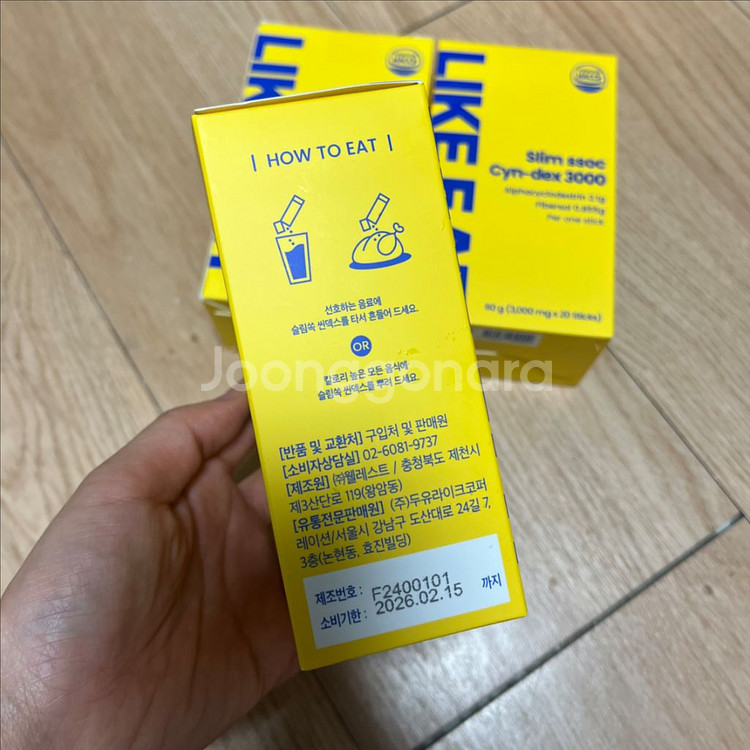 | HOW TO EAT |
선호하는 음료에
슬림쏙 씬덱스를 타서 흔들어 드세요.
OR
칼로리 높은 모든 음식에
슬림쏙 씬덱스를 뿌려 드세요.
[반품 및 교환처] 구입처 및 판매원
[소비자상담실] 02-6081-9737
[제조원] ㈜웰레스트 / 충청북도 제천시
제3산단로 119(왕암동)
[유통전문판매원] (주)두유라이크코퍼
레이션/서울시 강남구 도산대로 24길 7,
3층(논현동, 효진빌딩)
제조번호: F2400101
소비기한: 2026.02.15 까지
LIKE
LIKE EAT
Slim ssoc
Cyn-dex 3000
alphacyclodextrin 2.1g
Fibersol 0.855g
Per one stick
60 g (3,000 mg x 20 Sticks)
Joonggonara